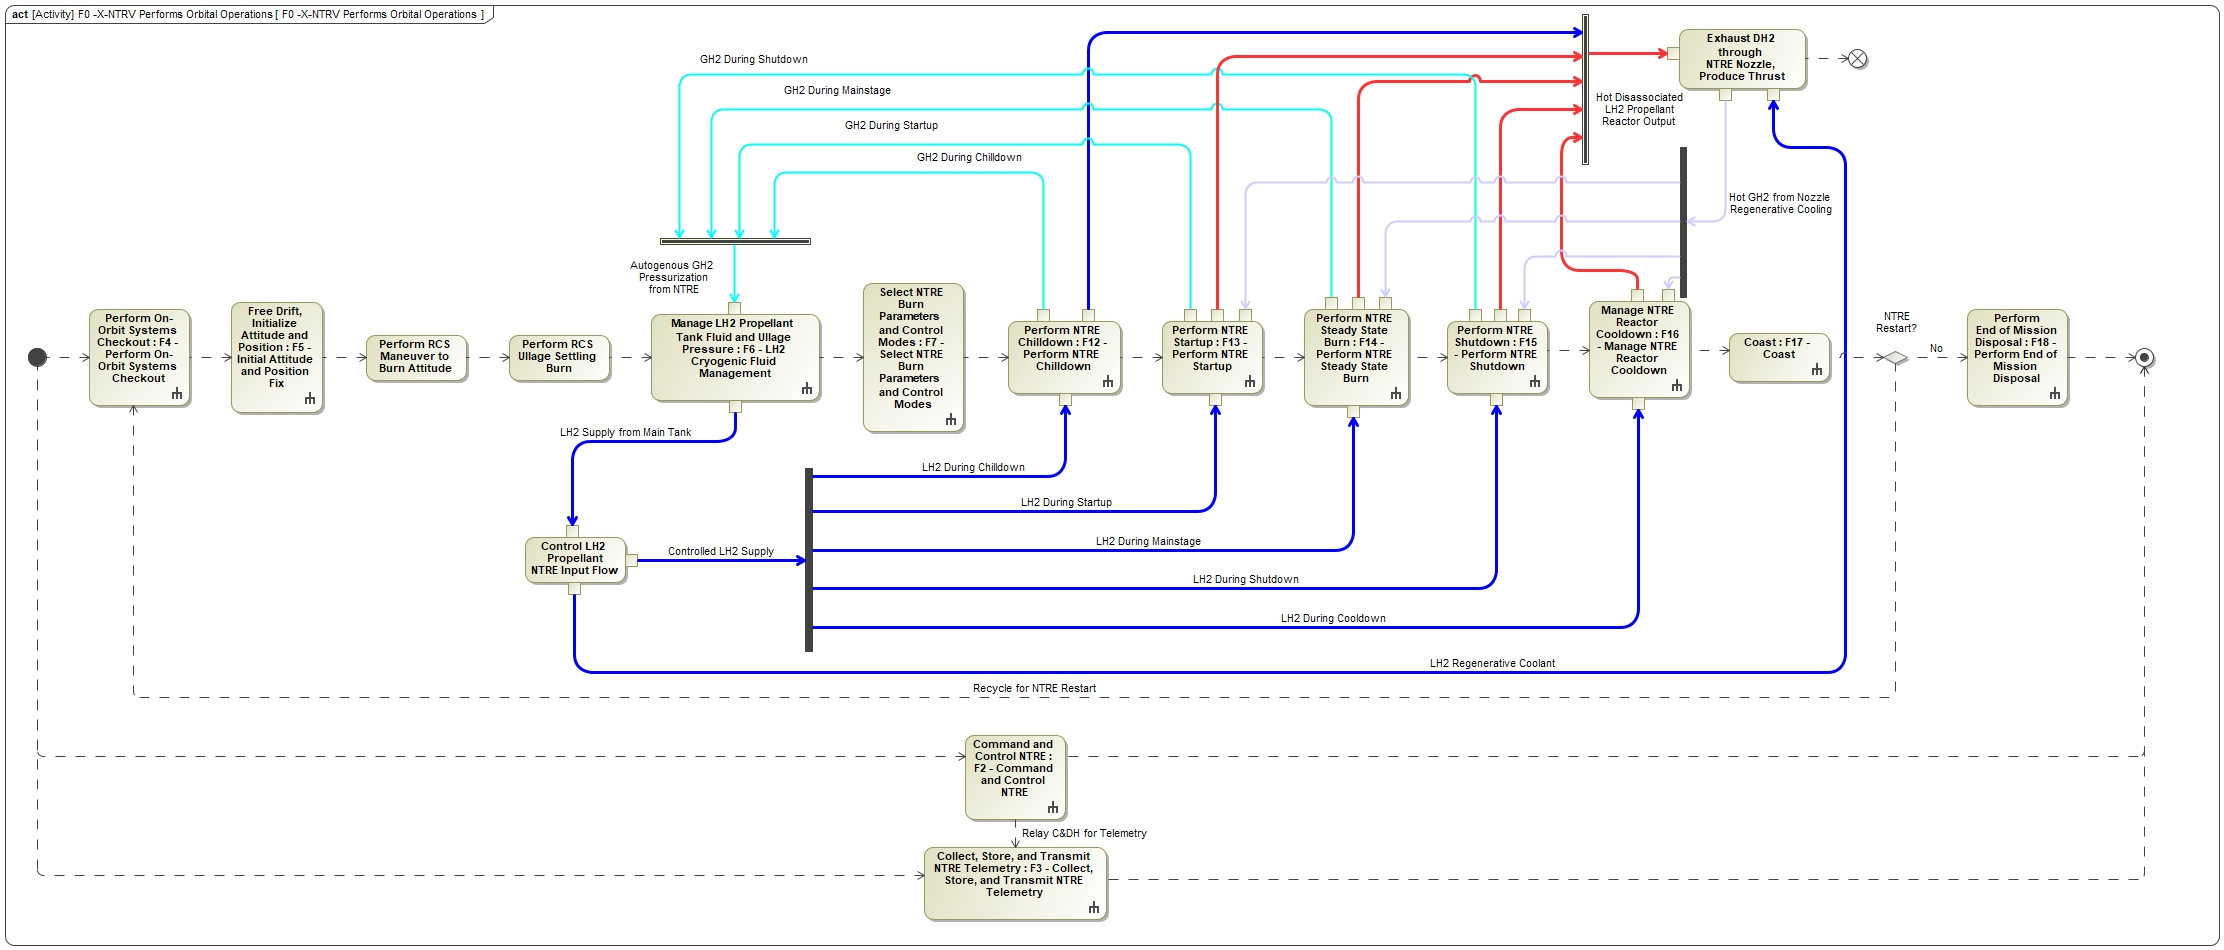 act [Activity] F0 -X-NTRV Performs Orbital Operations [ F0 -X-NTRV Performs Orbital Operations ]
GH2 During Shutdown
GH2 During Mainstage
GH2 During Startup
GH2 During Chilldown
Exhaust DH2
through
NTRE Nozzle,
Produce Thrust
Hot Disassociated
LH2 Propellant
Reactor Output
Hot GH2 from Nozzle
Regenerative Cooling
Autogenous GH2
Pressurization
from NTRE
Perform On-
Orbit Systems
Checkout : F4 -
Perform On-
Orbit Systems
Checkout
Free Drift,
Initialize
Attitude and
Position : F5 -
Initial Attitude
and Position
Fix
Perform RCS
Maneuver to
Burn Attitude
Perform RCS
Ullage Settling
Burn
Manage LH2 Propellant
Tank Fluid and Ullage
Pressure : F6 - LH2
Cryogenic Fluid
Management
Select NTRE
Burn
Parameters
and Control
Modes : F7 -
Select NTRE
Burn
Parameters
and Control
Modes
Perform NTRE
Chilldown : F12 -
Perform NTRE
Chilldown
Perform NTRE
Startup : F13 -
Perform NTRE
Startup
Perform NTRE
Steady State
Burn : F14 -
Perform NTRE
Steady State
Burn
Perform NTRE
Shutdown : F15
- Perform NTRE
Shutdown
Manage NTRE
Reactor
Cooldown : F16
- Manage NTRE
Reactor
Cooldown
Coast : F17 -
Coast
NTRE
Restart?
No
Perform
End of Mission
Disposal : F18 -
Perform End of
Mission
Disposal
LH2 Supply from Main Tank
Control LH2
Propellant
NTRE Input Flow
Controlled LH2 Supply
LH2 During Chilldown
LH2 During Startup
LH2 During Mainstage
LH2 During Shutdown
LH2 During Cooldown
LH2 Regenerative Coolant
Recycle for NTRE Restart
Command and
Control NTRE :
F2 - Command
and Control
NTRE
Relay C&DH for Telemetry
Collect, Store, and Transmit
NTRE Telemetry : F3 - Collect,
Store, and Transmit NTRE
Telemetry